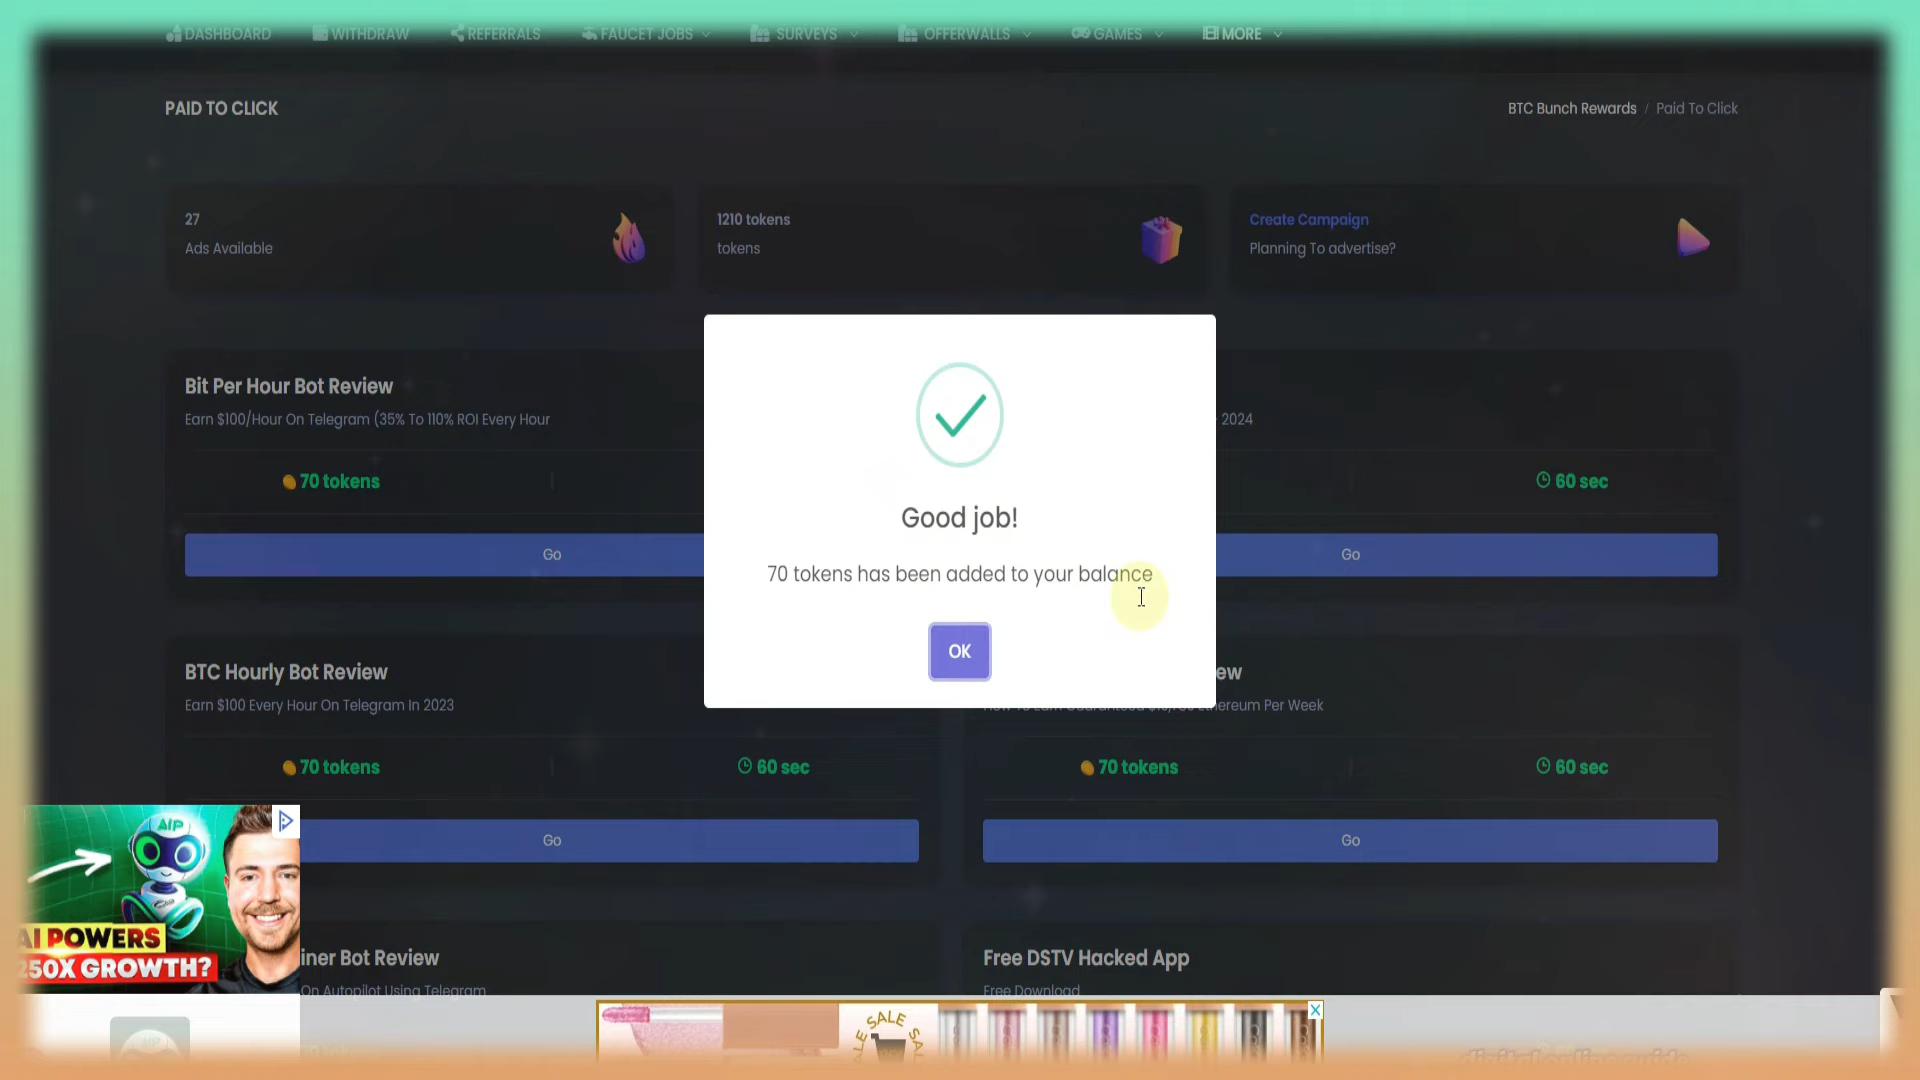 DASHBOARD WITHDRAW REFERRALS FAUCET JOBS SURVEYS OFFERWALLS GAMES MORE
PAID TO CLICK
BTC Bunch Rewards / Paid To Click
27
Ads Available
1210 tokens
tokens
Create Campaign
Planning To advertise?
Bit Per Hour Bot Review
Earn $100/Hour On Telegram (35% To 110% ROI Every Hour
2024
70 tokens
60 sec
Go
Go
Good job!
70 tokens has been added to your balance
OK
BTC Hourly Bot Review
Earn $100 Every Hour On Telegram In 2023
70 tokens
60 sec
Go
ew
Ethereum Per Week
70 tokens
60 sec
Go
iner Bot Review
On Autopilot Using Telegram
Free DSTV Hacked App
Free Download
AIP
AI POWERS
250X GROWTH?
SALE